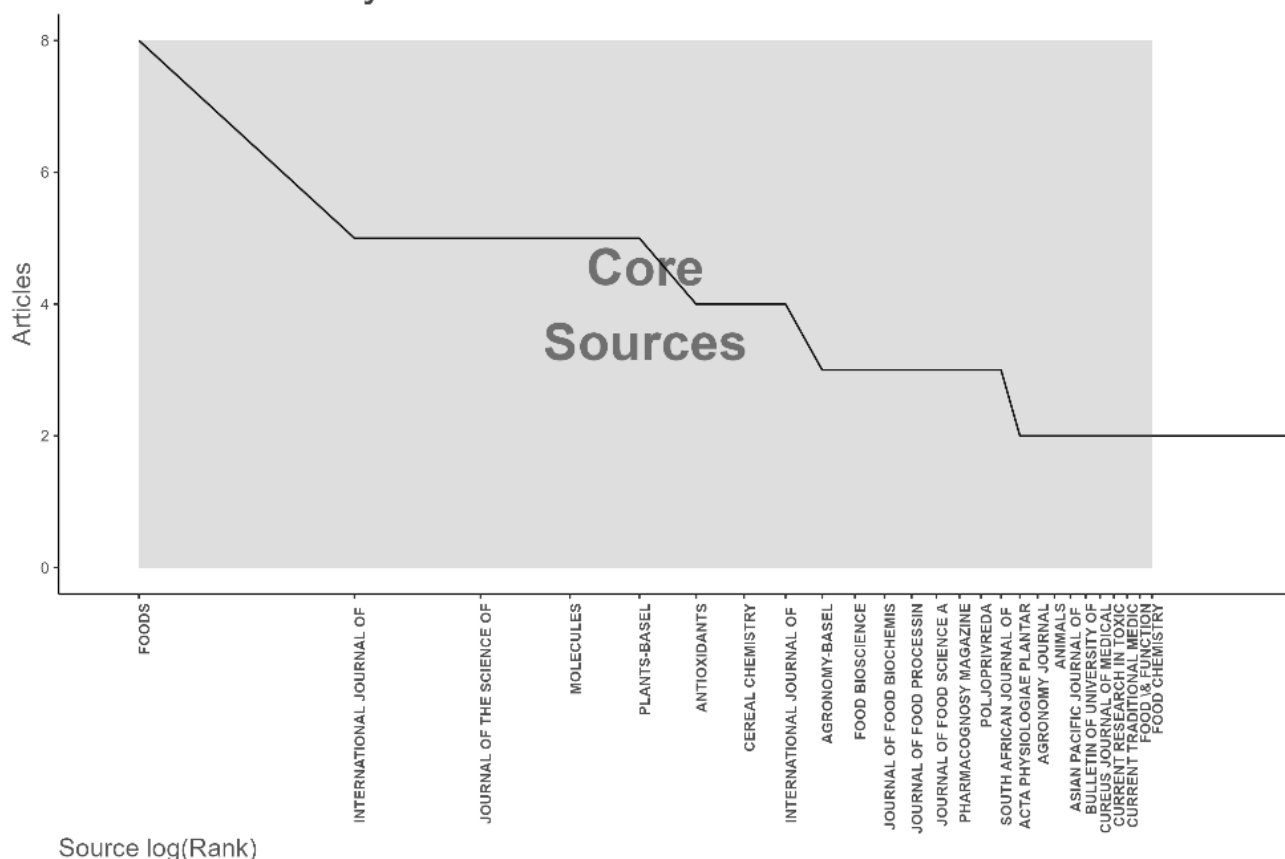 8
6
4
2
0
Articles
Core
Sources
FOODS
INTERNATIONAL JOURNAL OF
JOURNAL OF THE SCIENCE OF
MOLECULES
PLANTS-BASEL
ANTIOXIDANTS
CEREAL CHEMISTRY
INTERNATIONAL JOURNAL OF
AGRONOMY-BASEL
FOOD BIOSCIENCE
JOURNAL OF FOOD BIOCHEMIS
JOURNAL OF FOOD PROCESSIN
JOURNAL OF FOOD SCIENCE A
PHARMACOGNOSY MAGAZINE
POLJOPRIVREDA
SOUTH AFRICAN JOURNAL OF
ACTA PHYSIOLOGIAE PLANTAR
AGRONOMY JOURNAL
ANIMALS
ASIAN PACIFIC JOURNAL OF
BULLETIN OF UNIVERSITY OF
CUREUS JOURNAL OF MEDICAL
CURRENT RESEARCH IN TOXIC
CURRENT TRADITIONAL MEDIC
FOOD \& FUNCTION
FOOD CHEMISTRY
Source log(Rank)